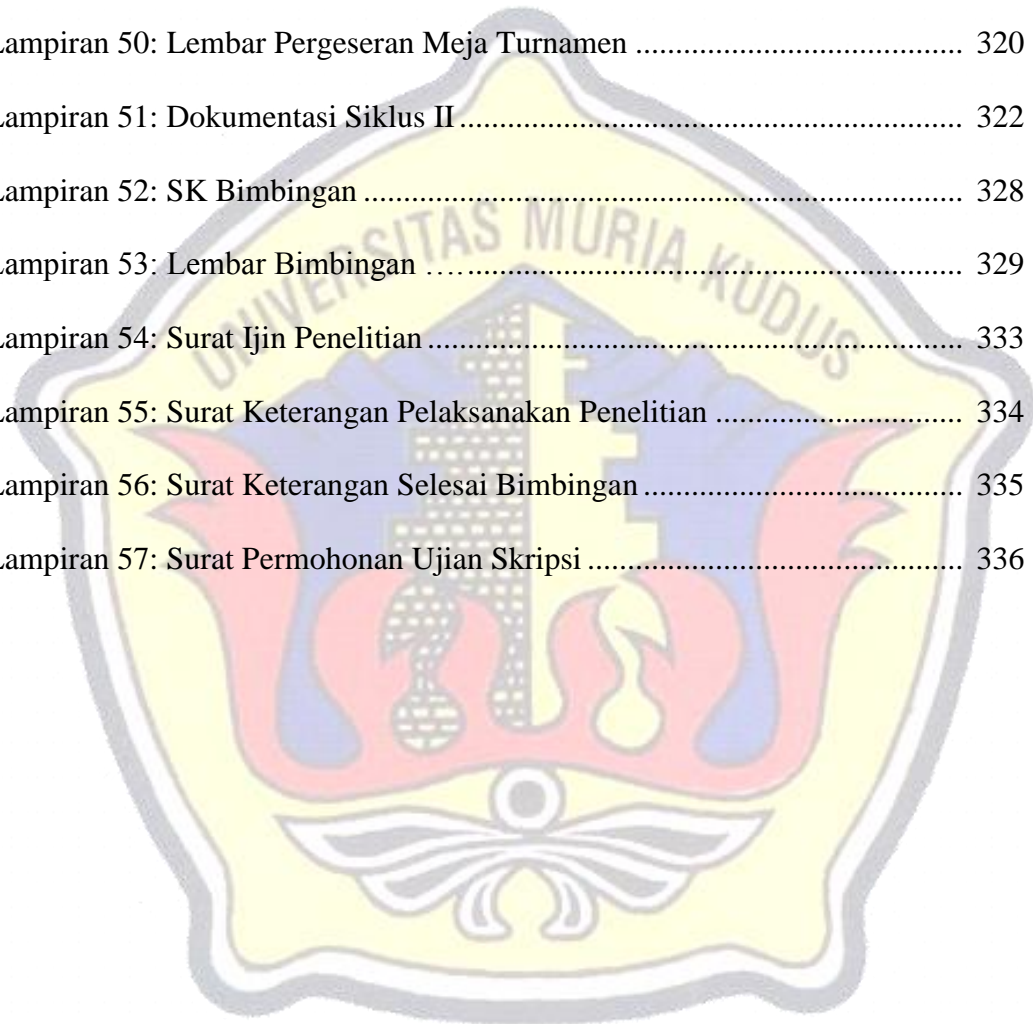 Lampiran 50: Lembar Pergeseran Meja Turnamen ........................................ 320
Lampiran 51: Dokumentasi Siklus II ................................................................ 322
Lampiran 52: SK Bimbingan ........................................................................... 328
Lampiran 53: Lembar Bimbingan …. ............................................................... 329
Lampiran 54: Surat Ijin Penelitian .................................................................... 333
Lampiran 55: Surat Keterangan Pelaksanakan Penelitian .............................. 334
Lampiran 56: Surat Keterangan Selesai Bimbingan ........................................ 335
Lampiran 57: Surat Permohonan Ujian Skripsi ............................................... 336
UNIVERSITAS MURIA KUDUS